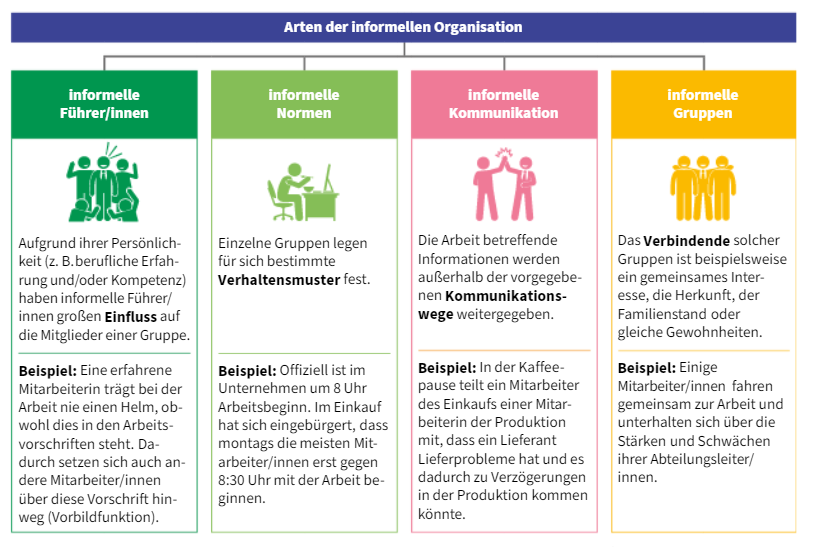 Arten der informellen Organisation
informelle
Führer/innen
Aufgrund ihrer Persönlich-
keit (z. B. berufliche Erfah-
rung und/oder Kompetenz)
haben informelle Führer/
innen großen Einfluss auf
die Mitglieder einer Gruppe.
Beispiel: Eine erfahrene
Mitarbeiterin trägt bei der
Arbeit nie einen Helm, ob-
wohl dies in den Arbeits-
vorschriften steht. Da-
durch setzen sich auch an-
dere Mitarbeiter/innen
über diese Vorschrift hin-
weg (Vorbildfunktion).
informelle
Normen
Einzelne Gruppen legen
für sich bestimmte
Verhaltensmuster fest.
Beispiel: Offiziell ist im
Unternehmen um 8 Uhr
Arbeitsbeginn. Im Einkauf
hat sich eingebürgert, dass
montags die meisten Mit-
arbeiter/innen erst gegen
8:30 Uhr mit der Arbeit be-
ginnen.
informelle
Kommunikation
Die Arbeit betreffende
Informationen werden
außerhalb der vorgegebe-
nen Kommunikations-
wege weitergegeben.
Beispiel: In der Kaffee-
pause teilt ein Mitarbeiter
des Einkaufs einer Mitar-
beiterin der Produktion
mit, dass ein Lieferant
Lieferprobleme hat und es
dadurch zu Verzögerungen
in der Produktion kommen
könnte.
informelle
Gruppen
Das Verbindende solcher
Gruppen ist beispielsweise
ein gemeinsames Inter-
esse, die Herkunft, der
Familienstand oder
gleiche Gewohnheiten.
Beispiel: Einige
Mitarbeiter/innen fahren
gemeinsam zur Arbeit und
unterhalten sich über die
Stärken und Schwächen
ihrer Abteilungsleiter/
innen.